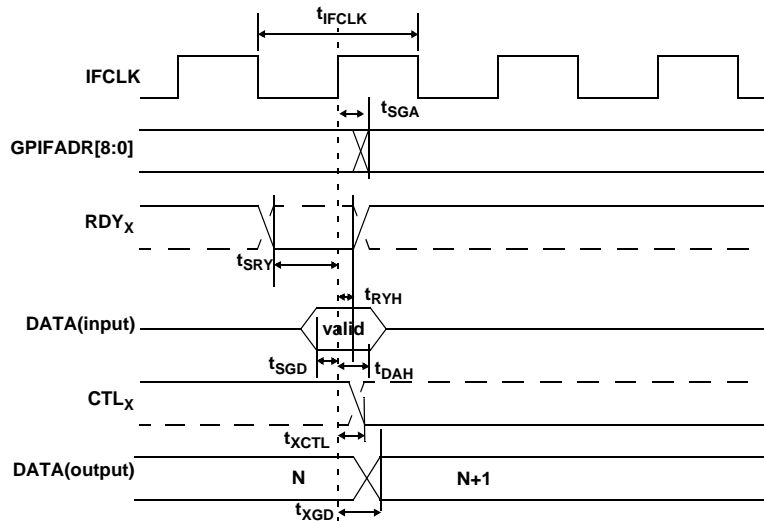 tIFCLK
IFCLK
tSGA
GPIFADR[8:0]
RDYX
tSRY
tRYH
DATA(input)
valid
tSGD
tDAH
CTLX
tXCTL
DATA(output)
N
N+1
tXGD